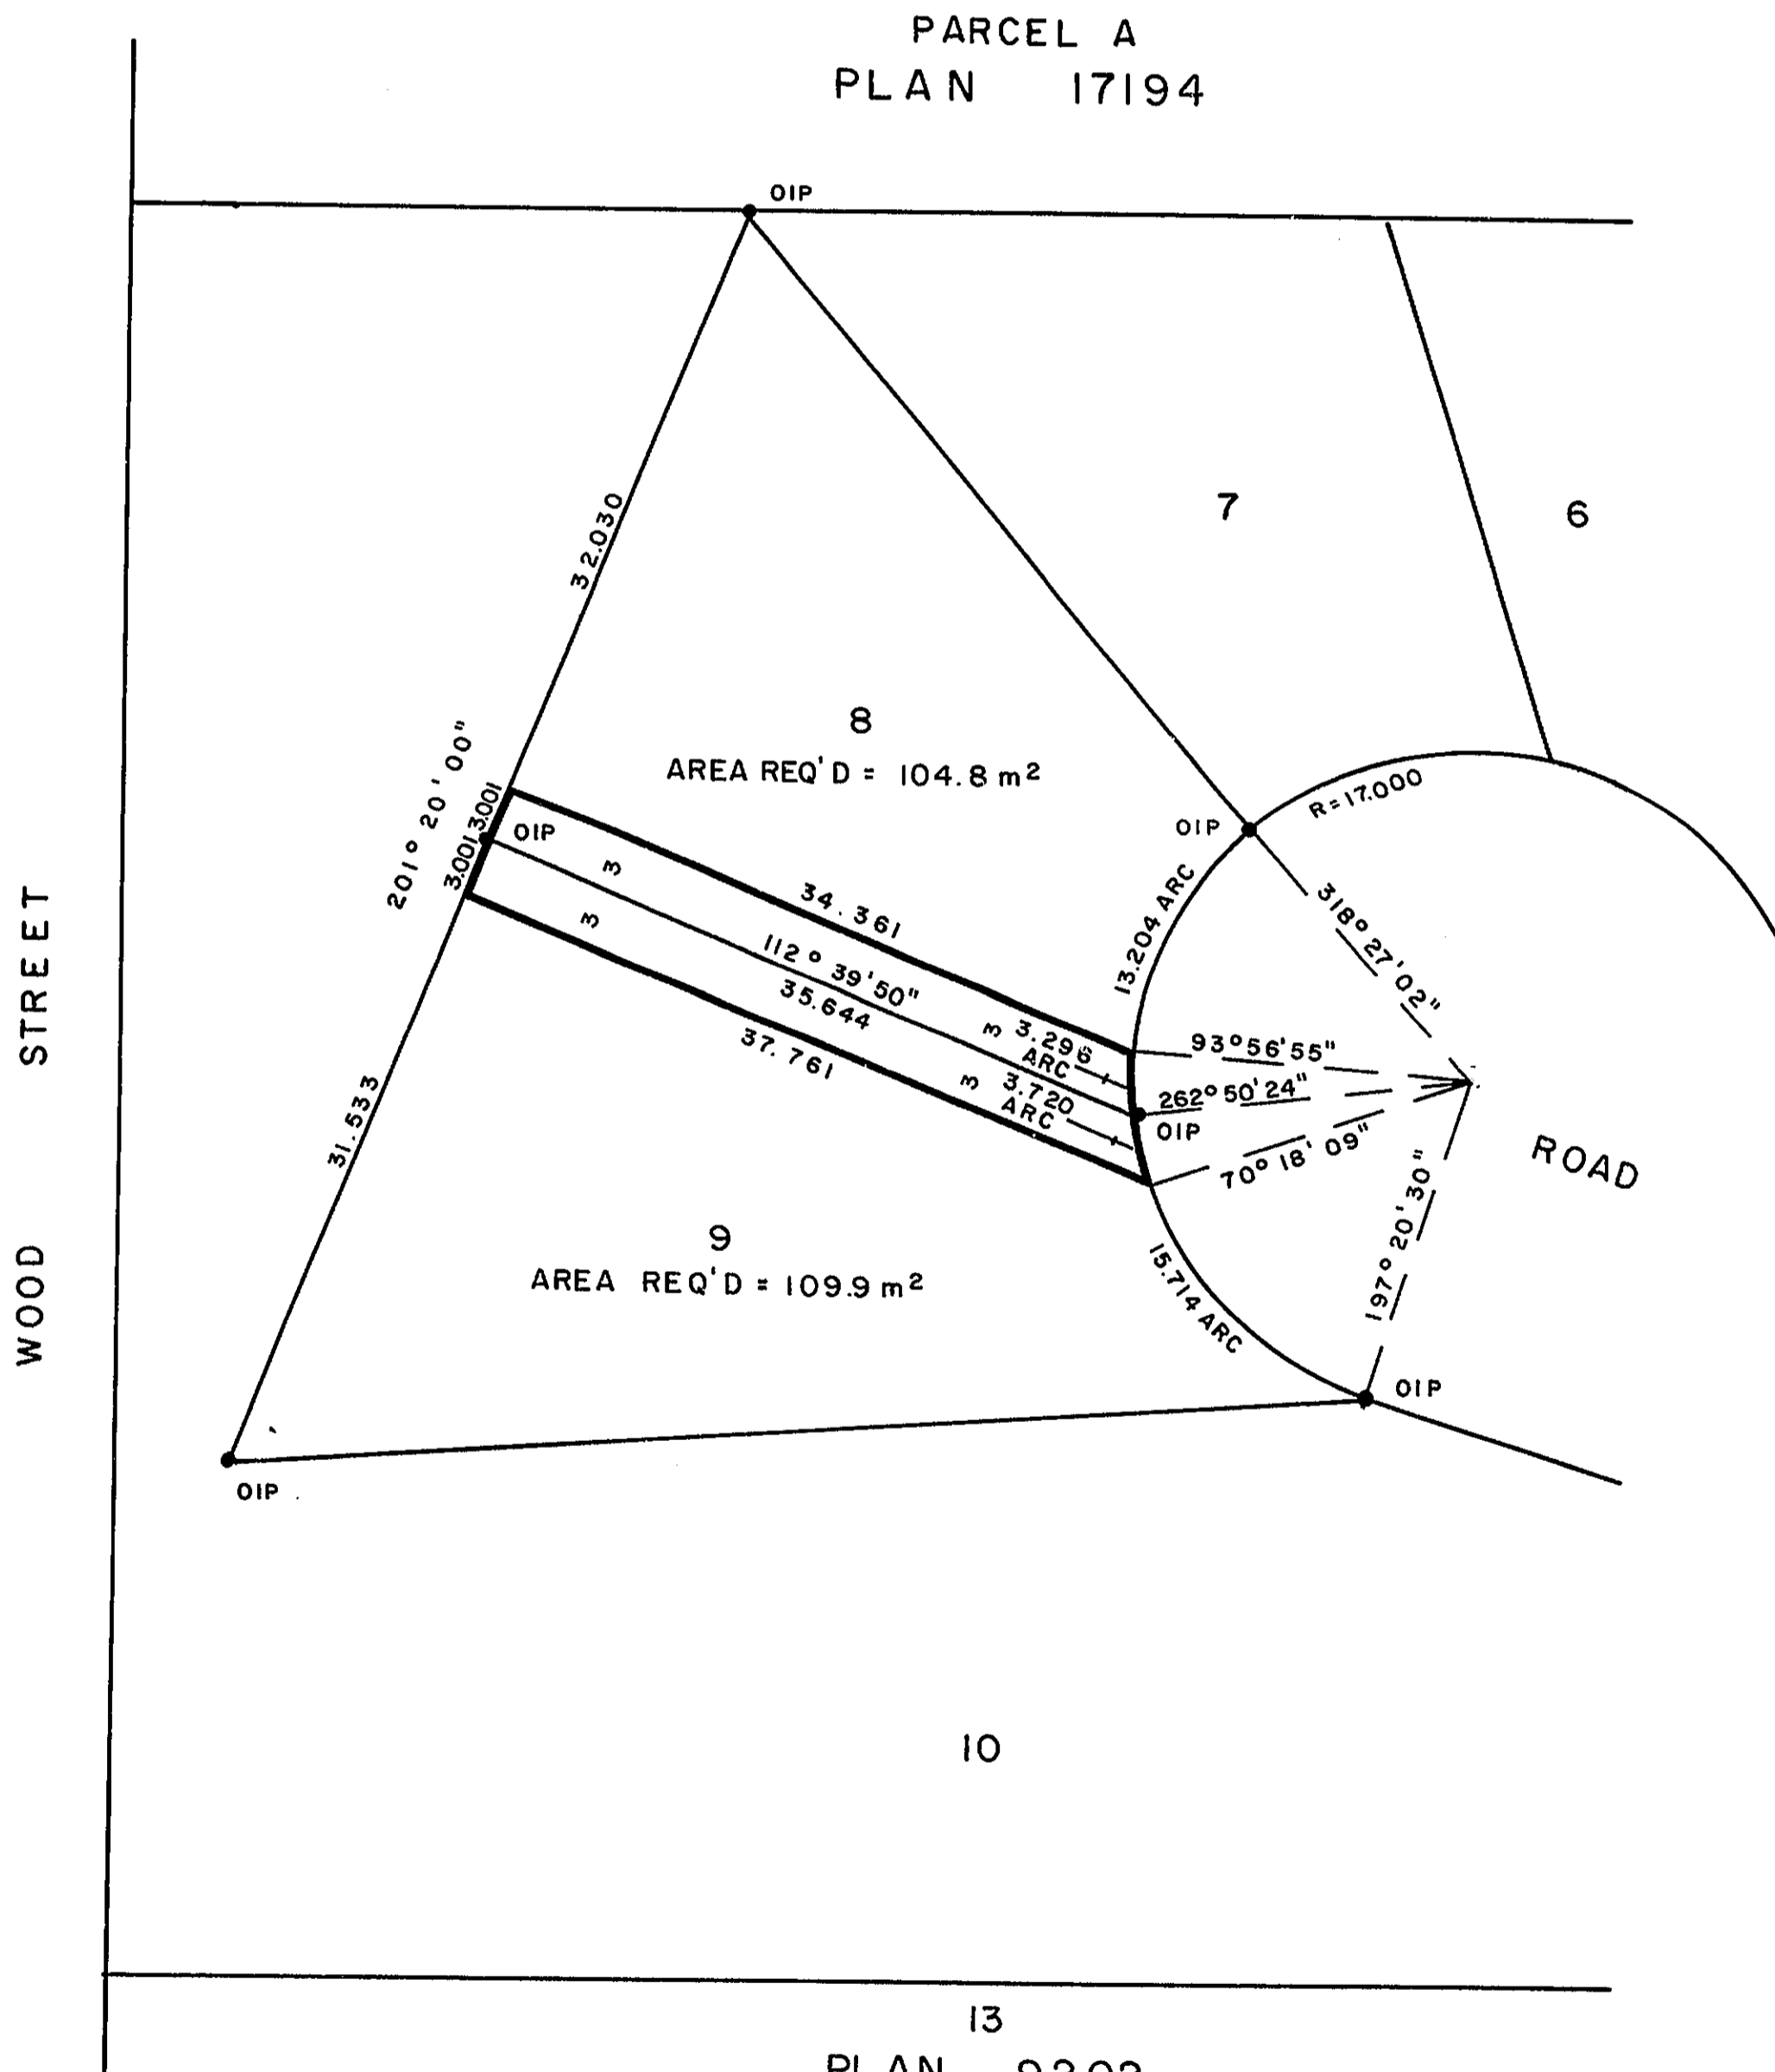 PARCEL A
PLAN 17194
OIP
32.030
7
6
8
AREA REQ'D = 104.8 m²
R=17.000
OIP
201° 20' 00"
3.001
3.001
OIP
3
3
34.361
112° 39' 50"
35.644
37.761
13.204 ARC
318° 27' 02"
3 3.296
ARC
3 3.720
ARC
93° 56' 55"
262° 50' 24"
OIP
70° 18' 09"
197° 20' 30"
ROAD
WOOD STREET
31.533
9
AREA REQ'D = 109.9 m²
15.714 ARC
OIP
OIP
10
13
PLAN